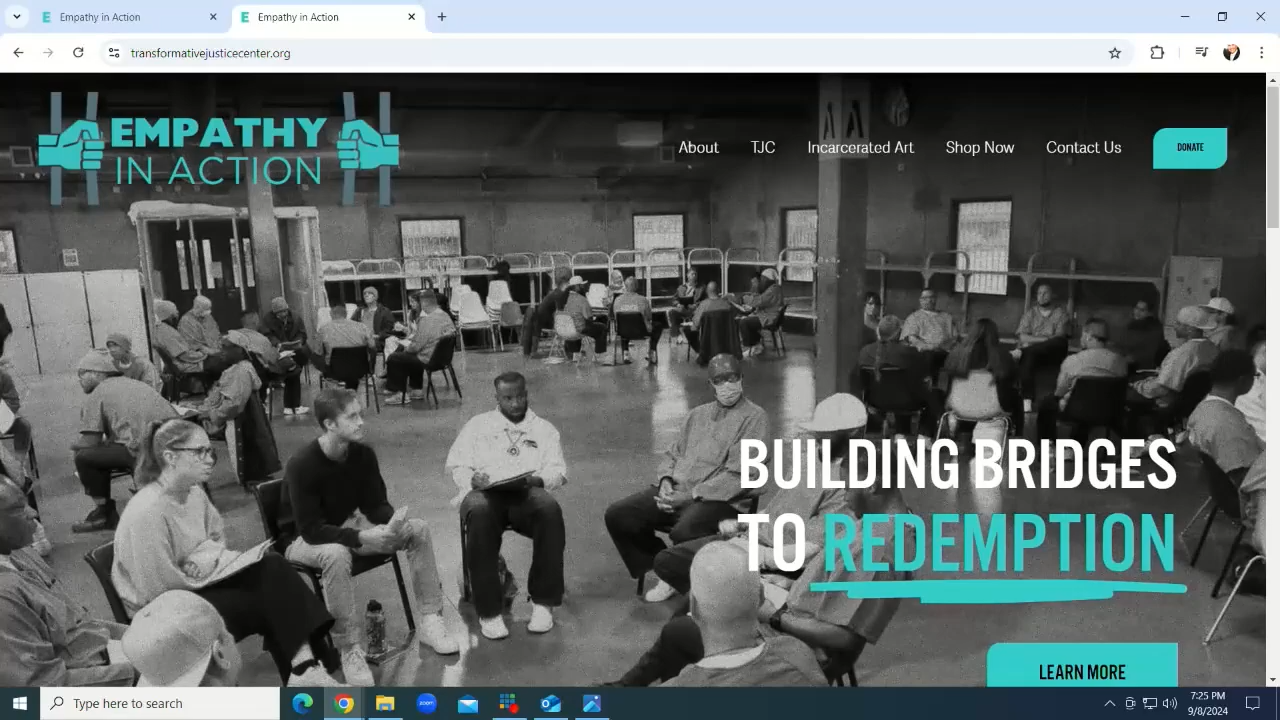 Empathy in Action
Empathy in Action
transformativejusticecenter.org
EMPATHY
IN ACTION
About
TJC
Incarcerated Art
Shop Now
Contact Us
DONATE
BUILDING BRIDGES
TO REDEMPTION
LEARN MORE
Type here to search
zoom
7:25 PM
9/8/2024